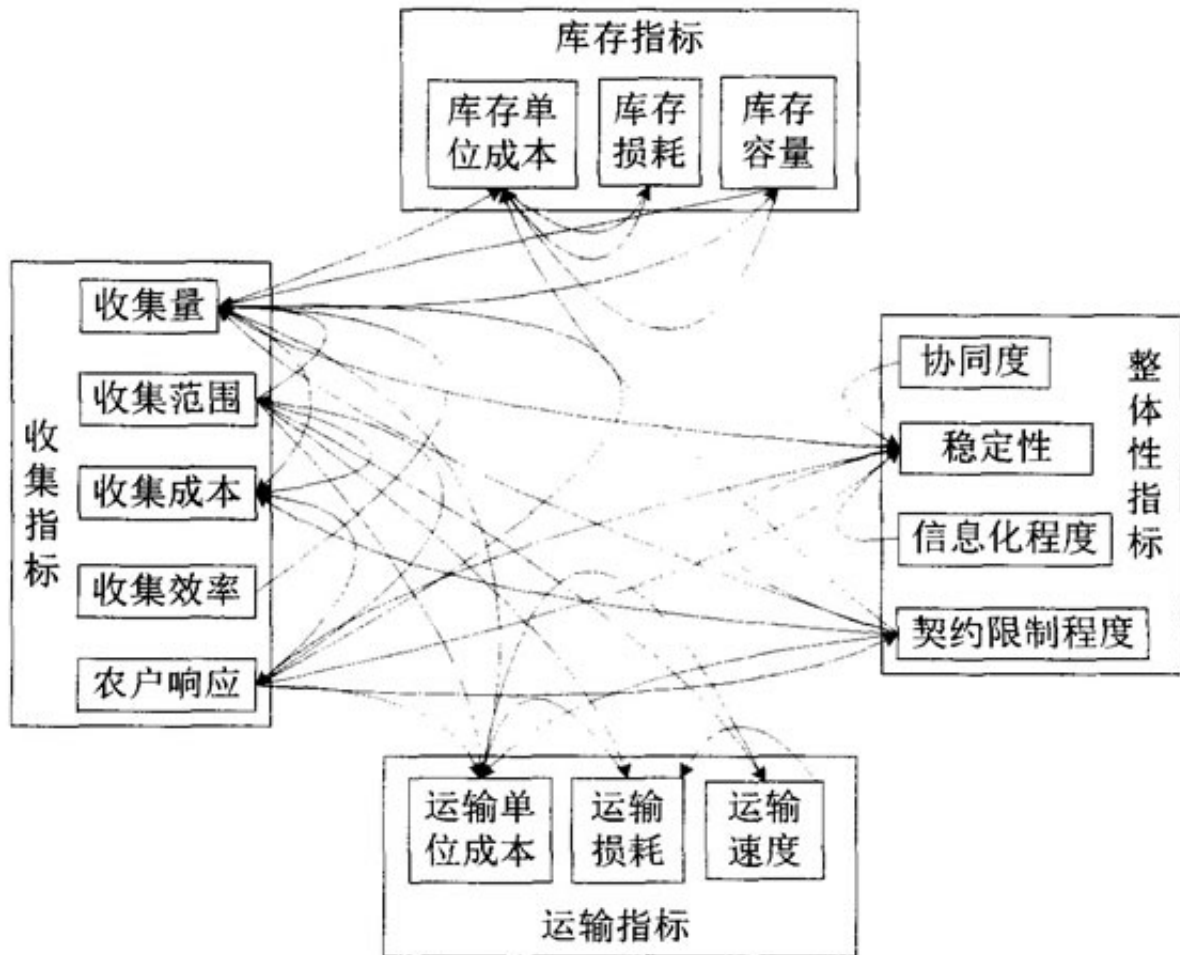 库存指标
库存单
位成本
库存
损耗
库存
容量
收集指标
收集量
收集范围
收集成本
收集效率
农户响应
协同度
稳定性
信息化程度
契约限制程度
整体性指标
运输单
位成本
运输
损耗
运输
速度
运输指标